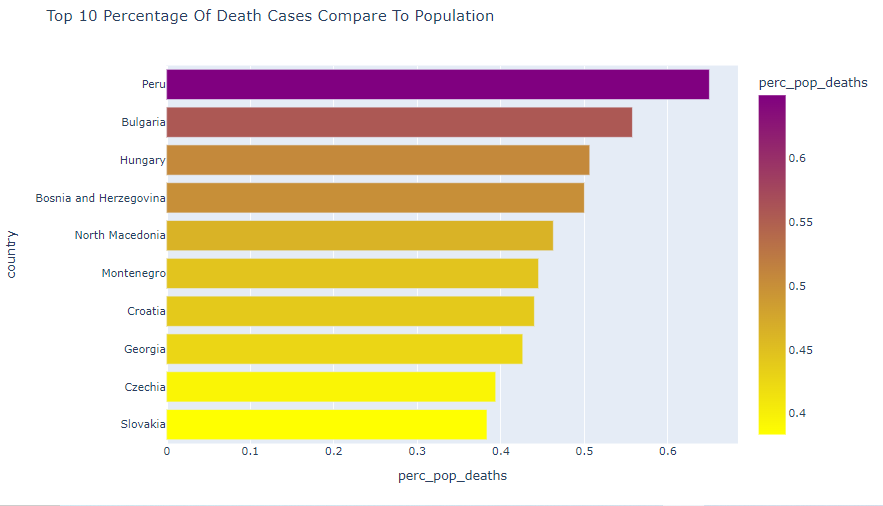 Top 10 Percentage Of Death Cases Compare To Population
country
Peru
Bulgaria
Hungary
Bosnia and Herzegovina
North Macedonia
Montenegro
Croatia
Georgia
Czechia
Slovakia
0 0.1 0.2 0.3 0.4 0.5 0.6
perc_pop_deaths
perc_pop_deaths
0.6
0.55
0.5
0.45
0.4